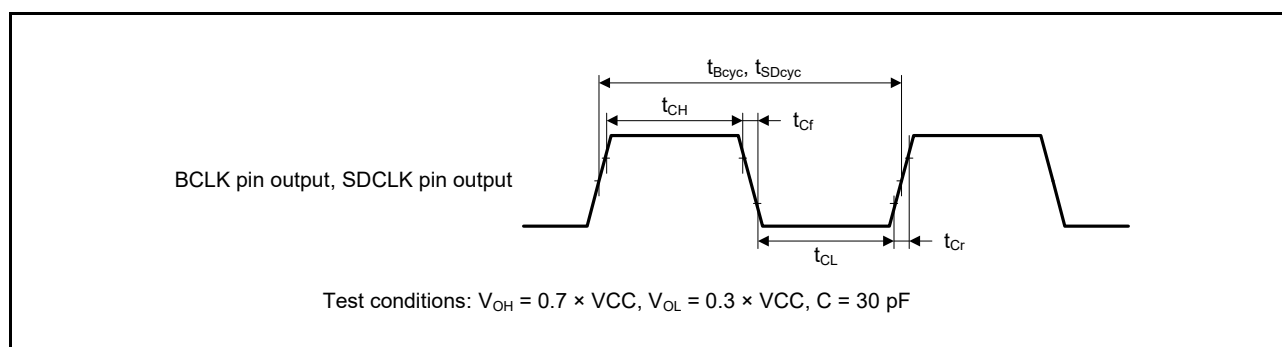 tBcyc, tSDcyc
tCH
tCf
BCLK pin output, SDCLK pin output
tCL
tCr
Test conditions: VOH = 0.7 × VCC, VOL = 0.3 × VCC, C = 30 pF